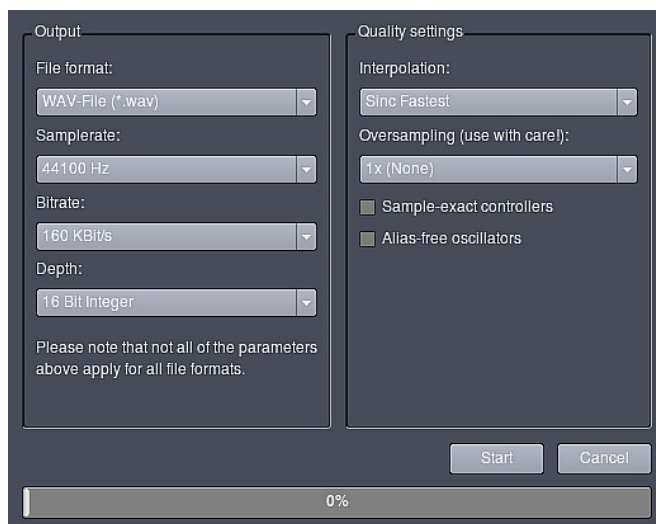 Output
File format:
WAV-File (*.wav)
Samplerate:
44100 Hz
Bitrate:
160 KBit/s
Depth:
16 Bit Integer
Please note that not all of the parameters
above apply for all file formats.
Quality settings
Interpolation:
Sinc Fastest
Oversampling (use with care!):
1x (None)
Sample-exact controllers
Alias-free oscillators
Start
Cancel
0%